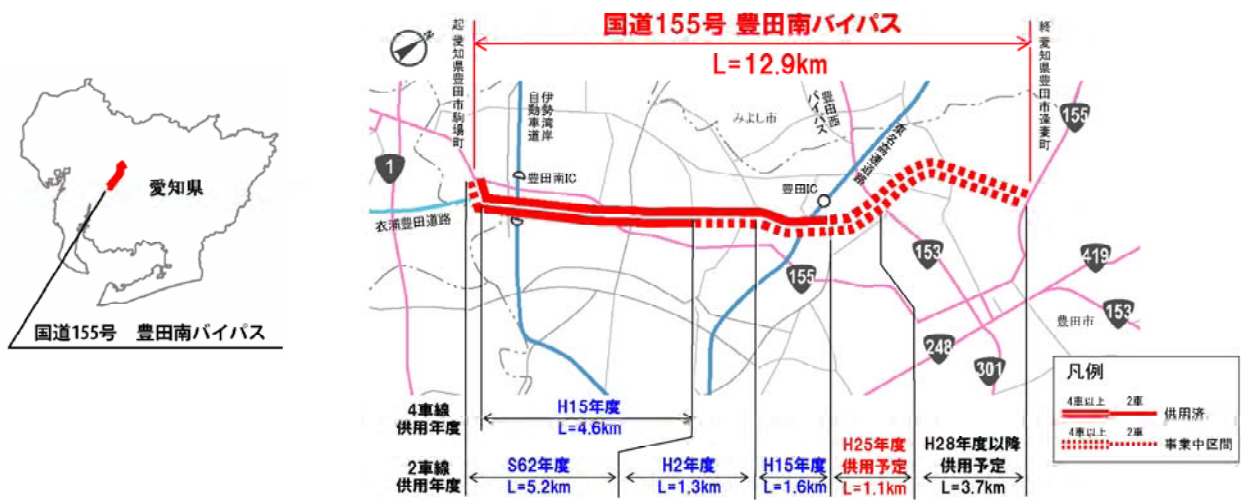 愛知県
国道155号 豊田南バイパス
国道155号 豊田南バイパス
L=12.9km
起 愛知県豊田市駒場町
終 愛知県豊田市逢妻町
N
伊勢湾岸
自動車道
豊田南IC
みよし市
豊田西
バイパス
東名高速道路
豊田IC
衣浦豊田道路
1
155
155
153
419
153
248
301
豊田市
凡例
4車以上 2車
供用済
4車以上 2車
事業中区間
4車線
供用年度
H15年度
L=4.6km
2車線
供用年度
S62年度
L=5.2km
H2年度
L=1.3km
H15年度
L=1.6km
H25年度
供用予定
L=1.1km
H28年度以降
供用予定
L=3.7km